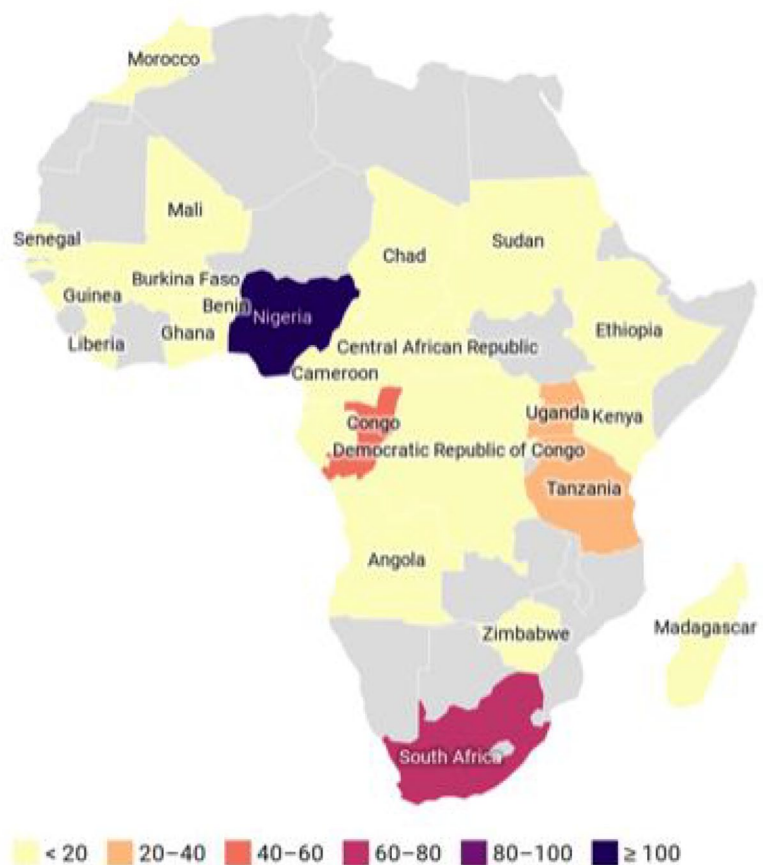 Morocco
Mali
Senegal
Chad
Sudan
Burkina Faso
Guinea
Benin
Nigeria
Ghana
Liberia
Ethiopia
Central African Republic
Cameroon
Uganda
Kenya
Congo
Democratic Republic of Congo
Tanzania
Angola
Zimbabwe
Madagascar
South Africa
< 20 20–40 40–60 60–80 80–100 ≥ 100